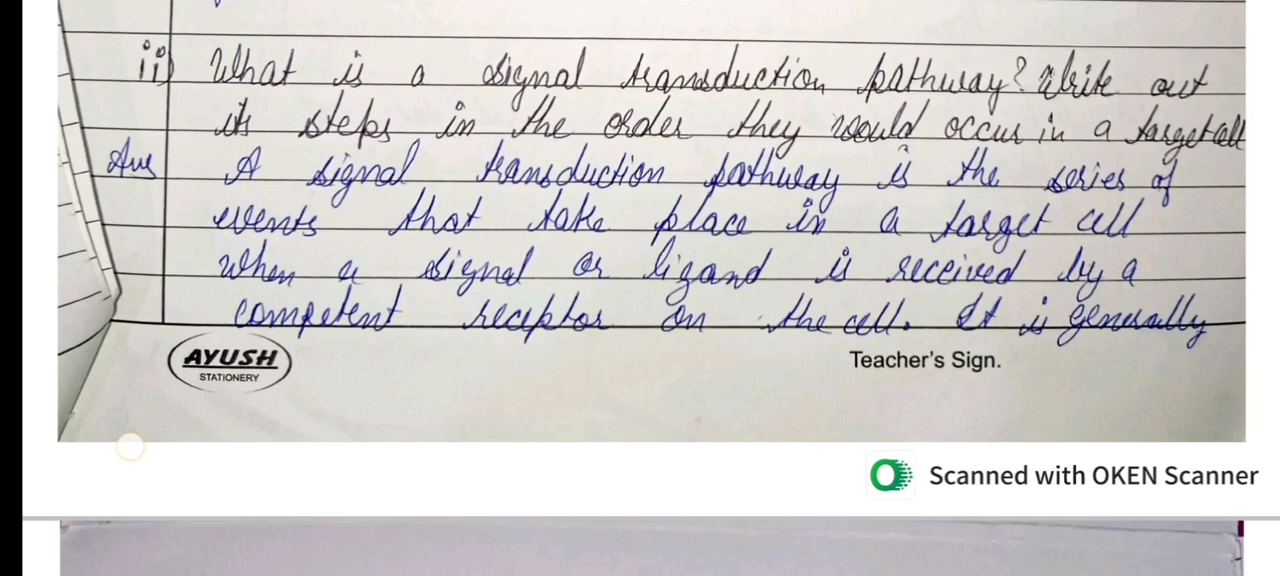 ii) What is a signal transduction pathway? Write out
its steps in the order they would occur in a target cell
Ans A signal transduction pathway is the series of
events that take place in a target cell
when a signal or ligand is received by a
competent receptor on the cell. It is generally
AYUSH
STATIONERY
Teacher's Sign.
Scanned with OKEN Scanner